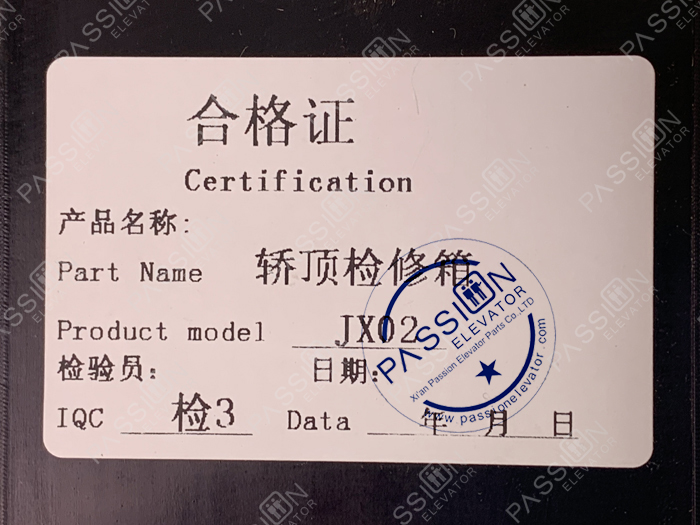 合格证
Certification
产品名称:
Part Name 轿顶检修箱
Product model JX02
检验员: 日期:
IQC 检3 Data 年 月 日
PASSION
ELEVATOR
Xi'an Passion Elevator Parts Co.,LTD
www.passionelevator.com